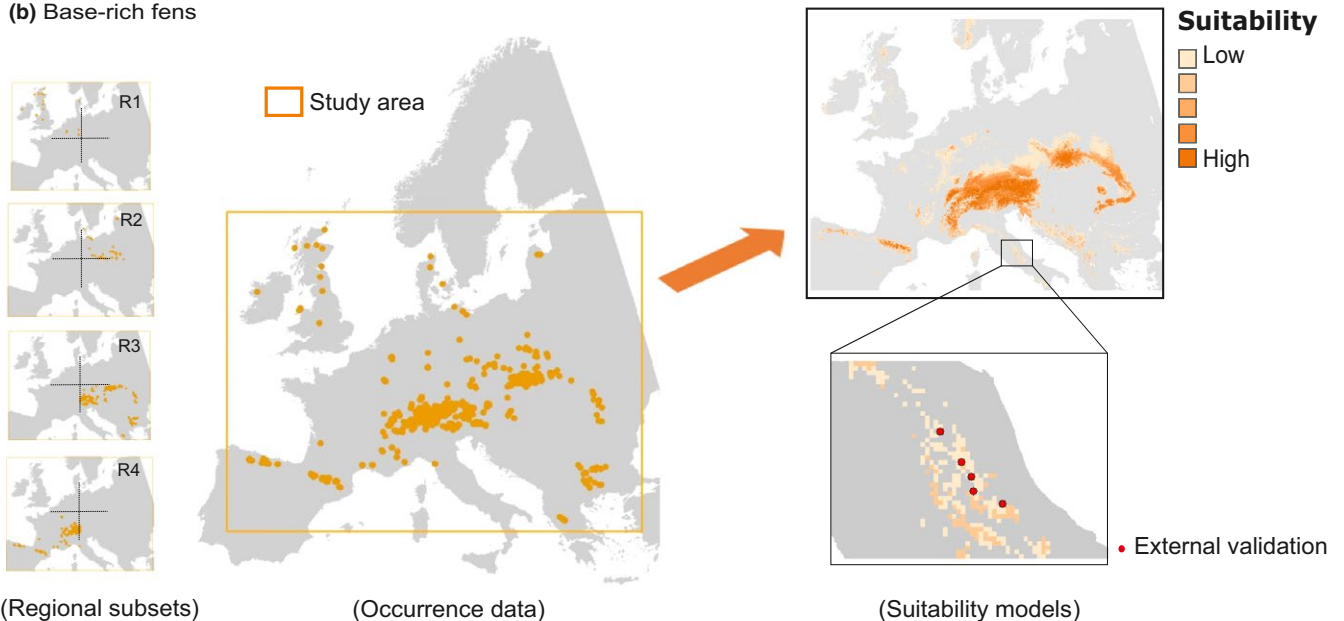 (b) Base-rich fens
R1
R2
R3
R4
(Regional subsets)
Study area
(Occurrence data)
Suitability
Low
High
External validation
(Suitability models)